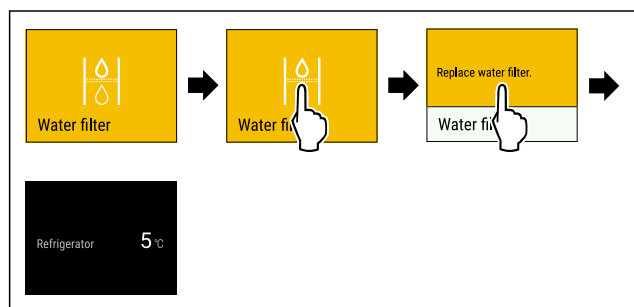 Water filter
Water fi
Replace water filter.
Water fi
Refrigerator 5 °C